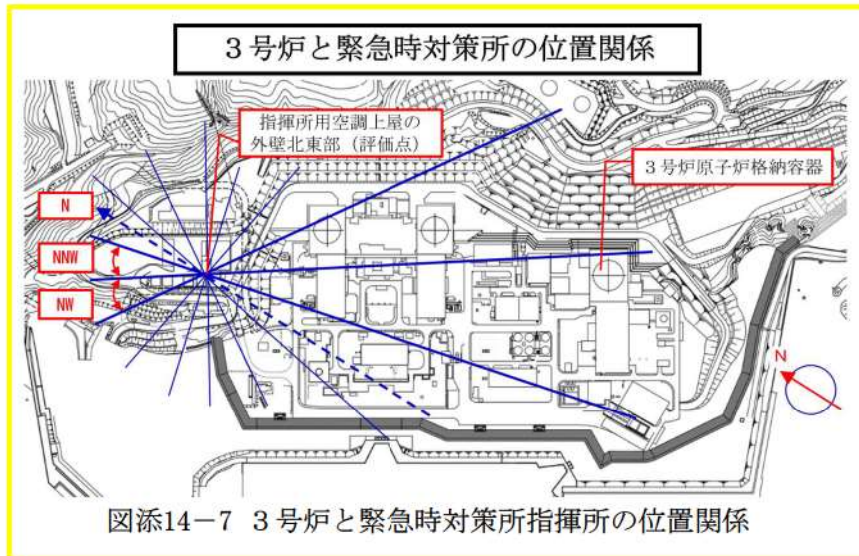 3号炉と緊急時対策所の位置関係
指揮所用空調上屋の
外壁北東部(評価点)
3号炉原子炉格納容器
N
NNW
NW
N
図添14-7 3号炉と緊急時対策所指揮所の位置関係